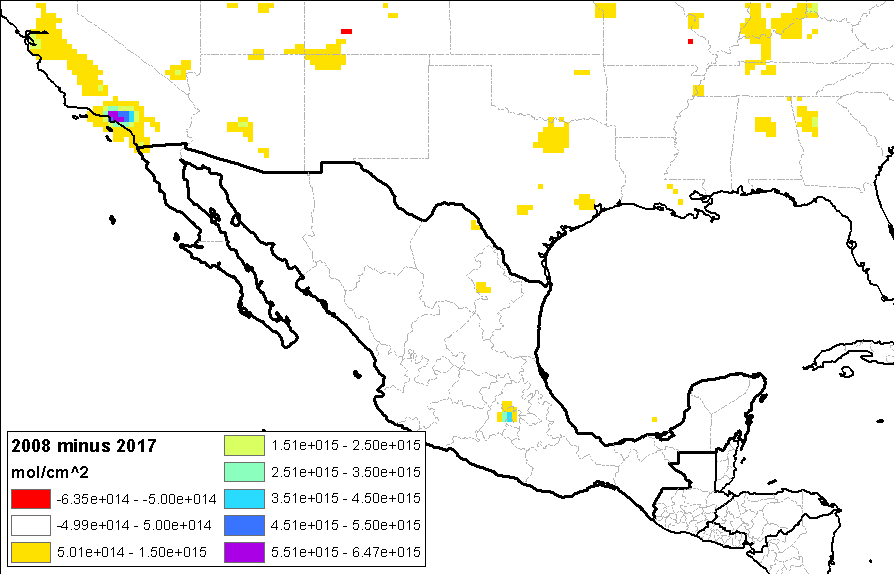 2008 minus 2017
mol/cm^2
-6.35e+014 - -5.00e+014
-4.99e+014 - 5.00e+014
5.01e+014 - 1.50e+015
1.51e+015 - 2.50e+015
2.51e+015 - 3.50e+015
3.51e+015 - 4.50e+015
4.51e+015 - 5.50e+015
5.51e+015 - 6.47e+015